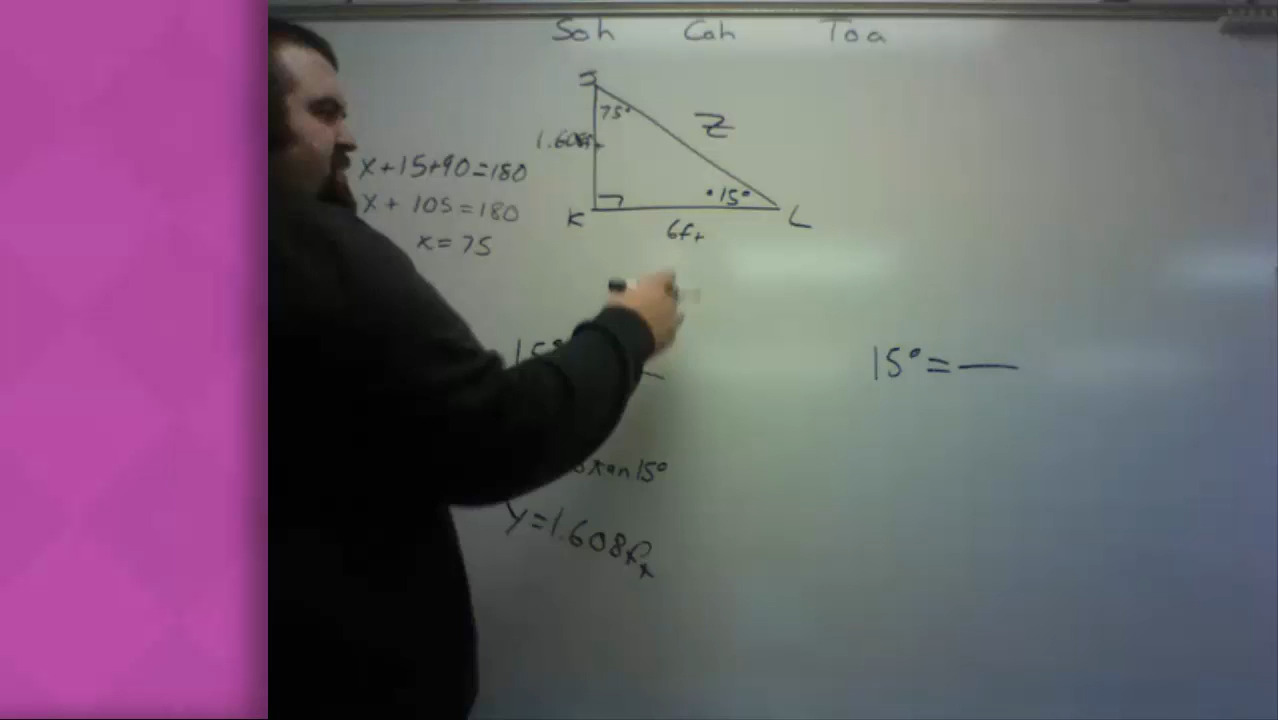 Soh Cah Toa
J
75°
Z
1.608ft
x+15+90=180
15°
x + 105 = 180
K
L
6ft
x = 75
15°
15° =
tan 15°
y = 1.608ft